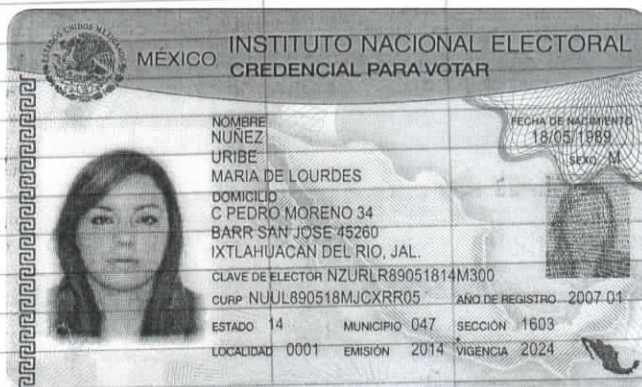 ESTADOS UNIDOS MEXICANOS
MÉXICO INSTITUTO NACIONAL ELECTORAL
CREDENCIAL PARA VOTAR
NOMBRE
NUÑEZ
URIBE
MARIA DE LOURDES
FECHA DE NACIMIENTO
18/05/1989
SEXO M
DOMICILIO
C PEDRO MORENO 34
BARR SAN JOSE 45260
IXTLAHUACAN DEL RIO, JAL.
CLAVE DE ELECTOR NZURLR89051814M300
CURP NUUL890518MJCXRR05 AÑO DE REGISTRO 2007 01
ESTADO 14 MUNICIPIO 047 SECCIÓN 1603
LOCALIDAD 0001 EMISIÓN 2014 VIGENCIA 2024